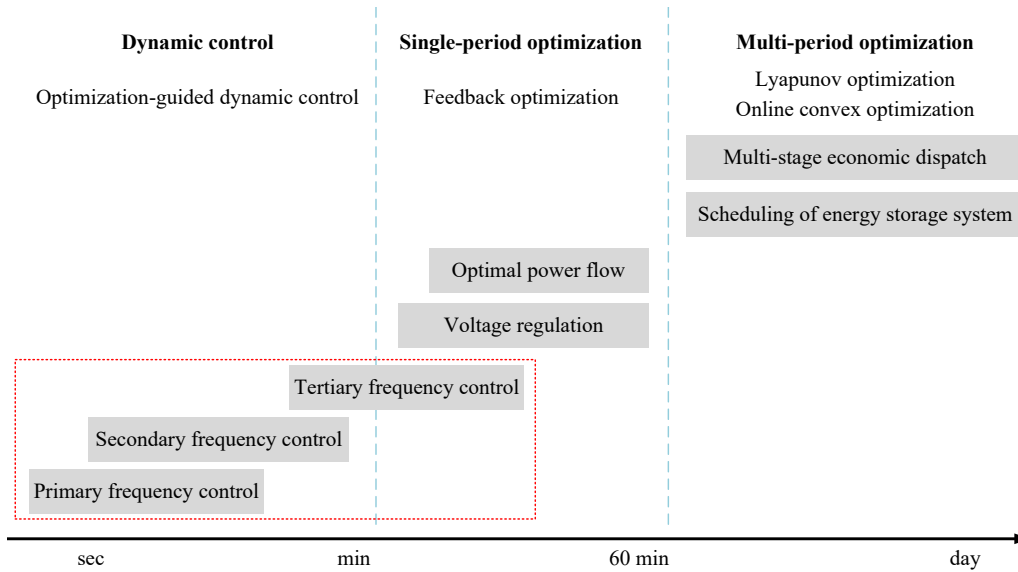 Dynamic control
Single-period optimization
Multi-period optimization
Optimization-guided dynamic control
Feedback optimization
Lyapunov optimization
Online convex optimization
Multi-stage economic dispatch
Scheduling of energy storage system
Optimal power flow
Voltage regulation
Tertiary frequency control
Secondary frequency control
Primary frequency control
sec
min
60 min
day